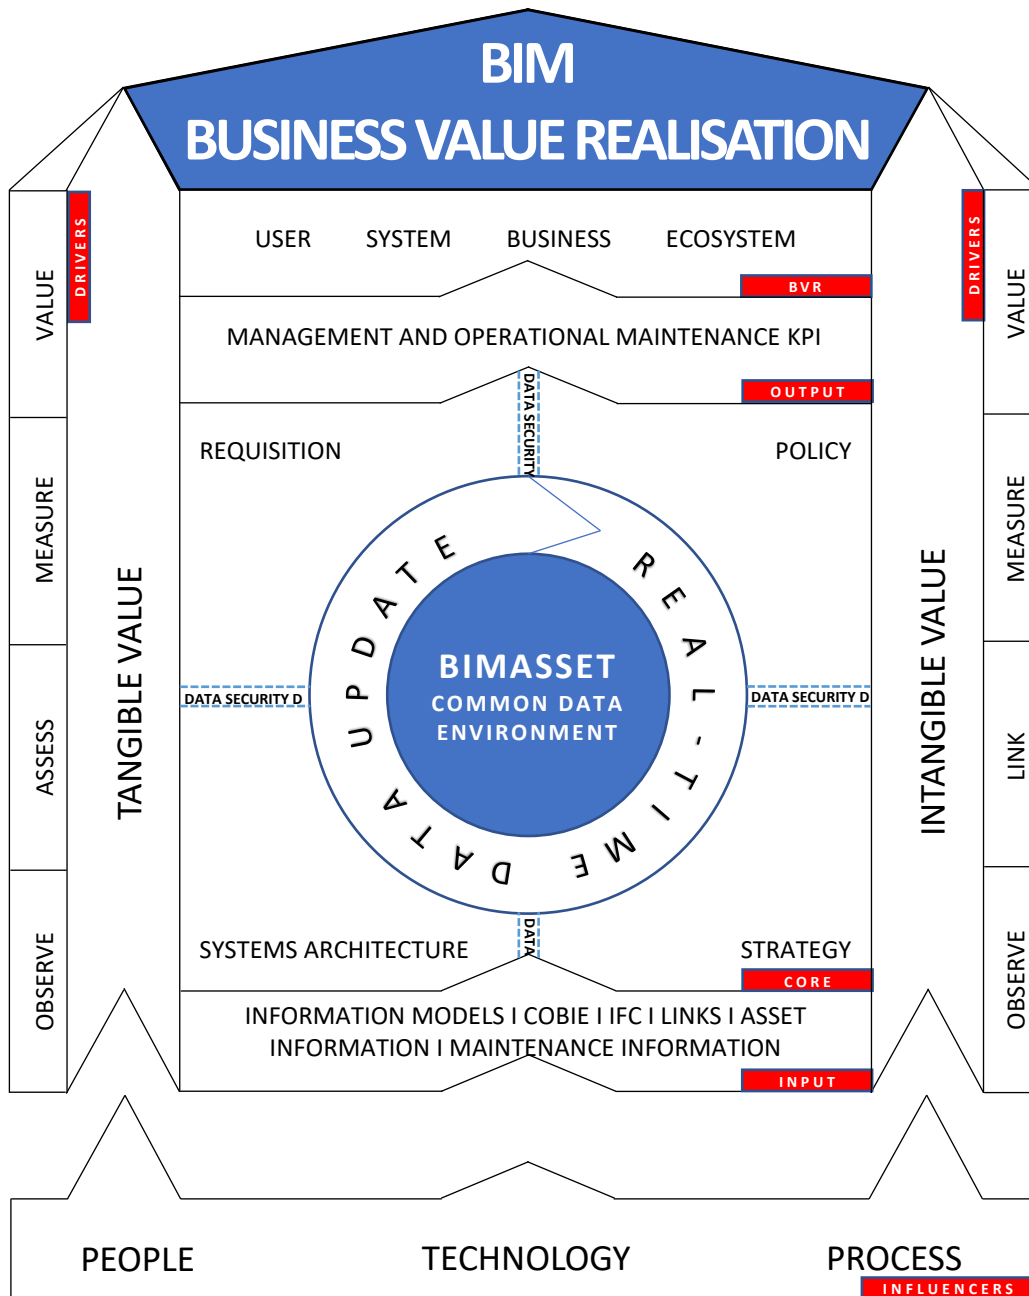 BIM
BUSINESS VALUE REALISATION
DRIVERS
DRIVERS
VALUE
MEASURE
ASSESS
OBSERVE
TANGIBLE VALUE
USER SYSTEM BUSINESS ECOSYSTEM
BVR
MANAGEMENT AND OPERATIONAL MAINTENANCE KPI
OUTPUT
DATA SECURITY
REQUISITION
POLICY
REAL-TIME DATA UPDATE
BIMASSET
COMMON DATA
ENVIRONMENT
DATA SECURITY D
DATA SECURITY D
DATA
SYSTEMS ARCHITECTURE
STRATEGY
CORE
INFORMATION MODELS I COBIE I IFC I LINKS I ASSET
INFORMATION I MAINTENANCE INFORMATION
INPUT
INTANGIBLE VALUE
VALUE
MEASURE
LINK
OBSERVE
PEOPLE TECHNOLOGY PROCESS
INFLUENCERS